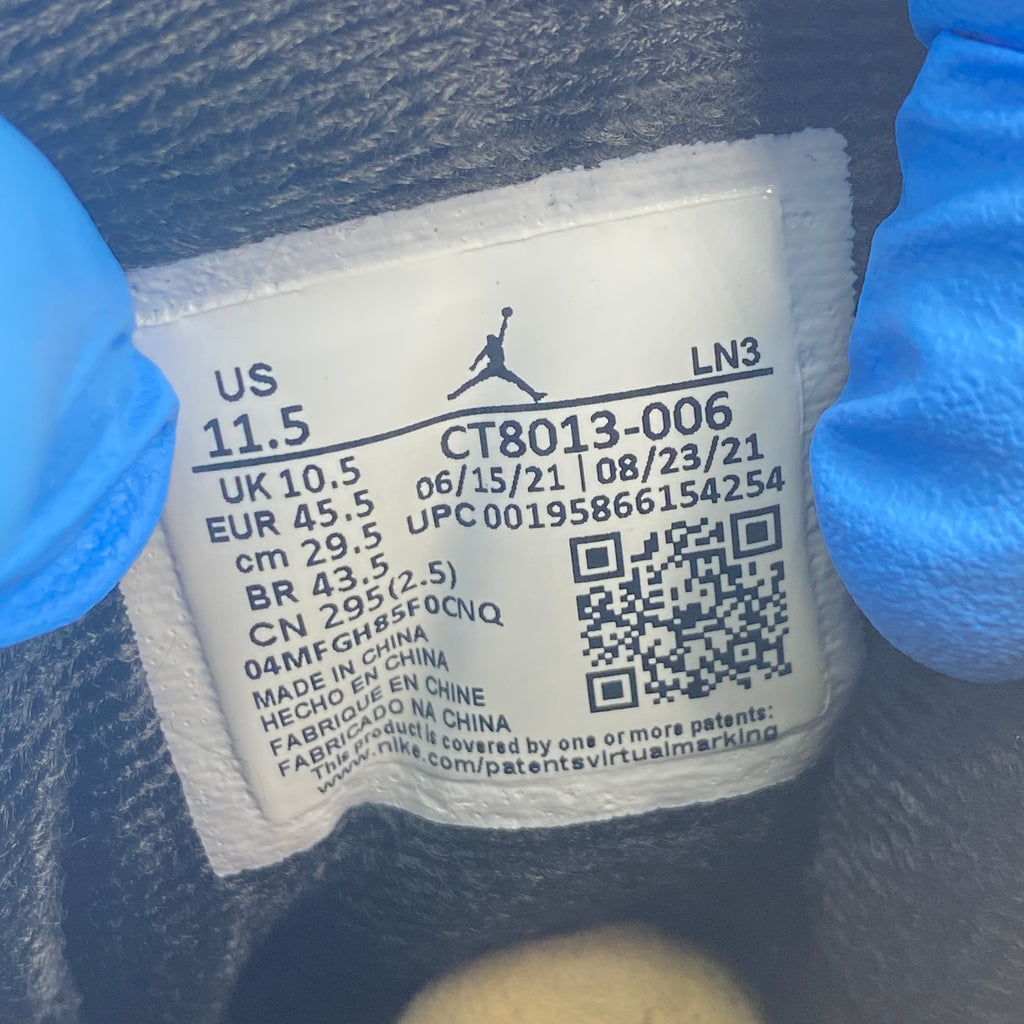 US
11.5
LN3
UK 10.5
EUR 45.5
cm 29.5
BR 43.5
CN 295(2.5)
CT8013-006
06/15/21 | 08/23/21
UPC 00195866154254
04MFGH85F0CNQ
MADE IN CHINA
HECHO EN CHINA
FABRIQUE EN CHINE
FABRICADO NA CHINA
This product is covered by one or more patents:
www.nike.com/patentsvirtualmarking